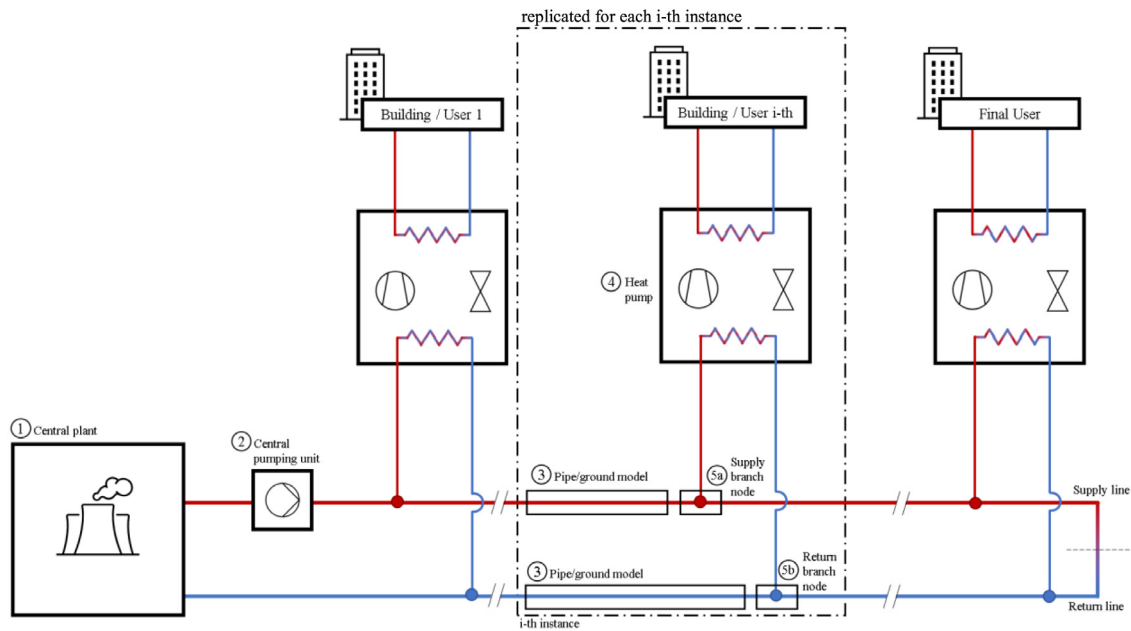 replicated for each i-th instance
Building / User 1
Building / User i-th
Final User
4 Heat
pump
1 Central plant
2 Central
pumping unit
3 Pipe/ground model
5a Supply
branch
node
Supply line
3 Pipe/ground model
5b Return
branch
node
Return line
i-th instance